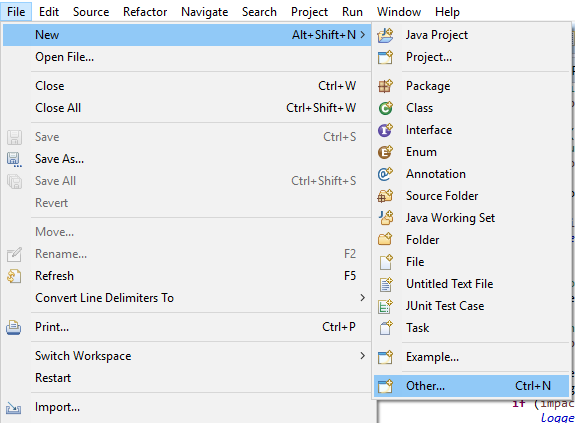 File Edit Source Refactor Navigate Search Project Run Window Help
New Alt+Shift+N >
Open File...
Close Ctrl+W
Close All Ctrl+Shift+W
Save Ctrl+S
Save As...
Save All Ctrl+Shift+S
Revert
Move...
Rename... F2
Refresh F5
Convert Line Delimiters To >
Print... Ctrl+P
Switch Workspace >
Restart
Import...
Java Project
Project...
Package
Class
Interface
Enum
Annotation
Source Folder
Java Working Set
Folder
File
Untitled Text File
JUnit Test Case
Task
Example...
Other... Ctrl+N
if (impac
logge